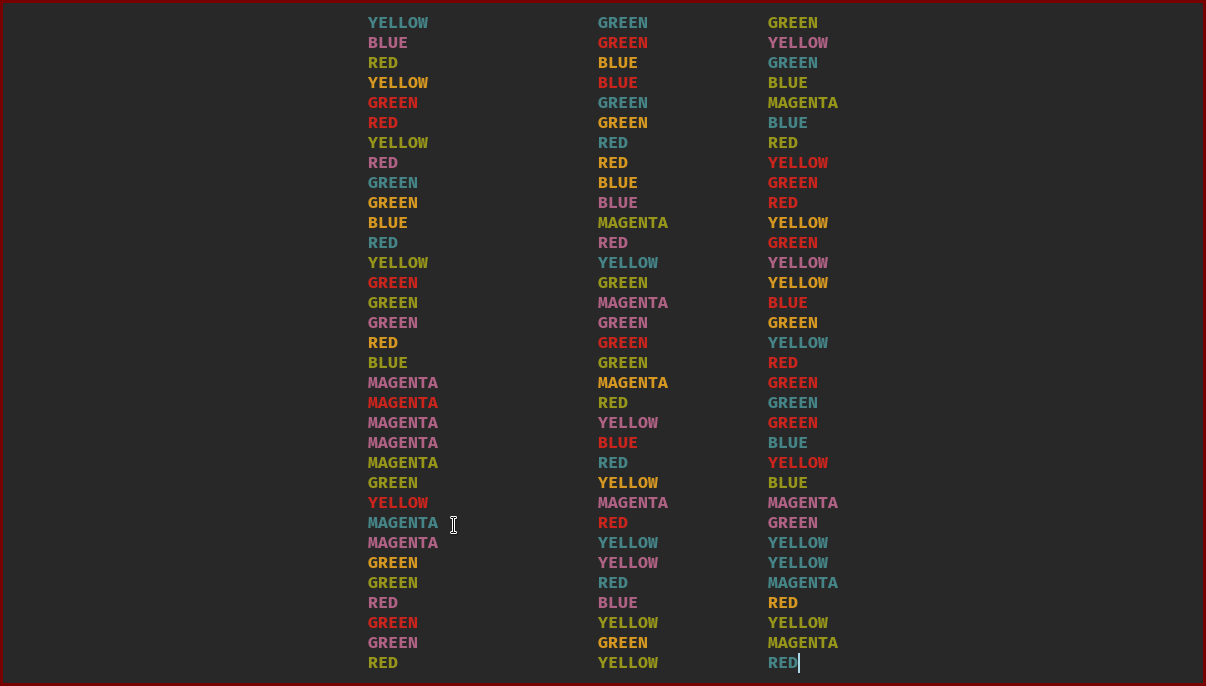 YELLOW GREEN GREEN
BLUE GREEN YELLOW
RED BLUE GREEN
YELLOW BLUE BLUE
GREEN GREEN MAGENTA
RED GREEN BLUE
YELLOW RED RED
RED RED YELLOW
GREEN BLUE GREEN
GREEN BLUE RED
BLUE MAGENTA YELLOW
RED RED GREEN
YELLOW YELLOW YELLOW
GREEN GREEN YELLOW
GREEN MAGENTA BLUE
GREEN GREEN GREEN
RED GREEN YELLOW
BLUE GREEN RED
MAGENTA MAGENTA GREEN
MAGENTA RED GREEN
MAGENTA YELLOW GREEN
MAGENTA BLUE BLUE
MAGENTA RED YELLOW
GREEN YELLOW BLUE
YELLOW MAGENTA MAGENTA
MAGENTA RED GREEN
MAGENTA YELLOW YELLOW
GREEN YELLOW YELLOW
GREEN RED MAGENTA
RED BLUE RED
GREEN YELLOW YELLOW
GREEN GREEN MAGENTA
RED YELLOW RED